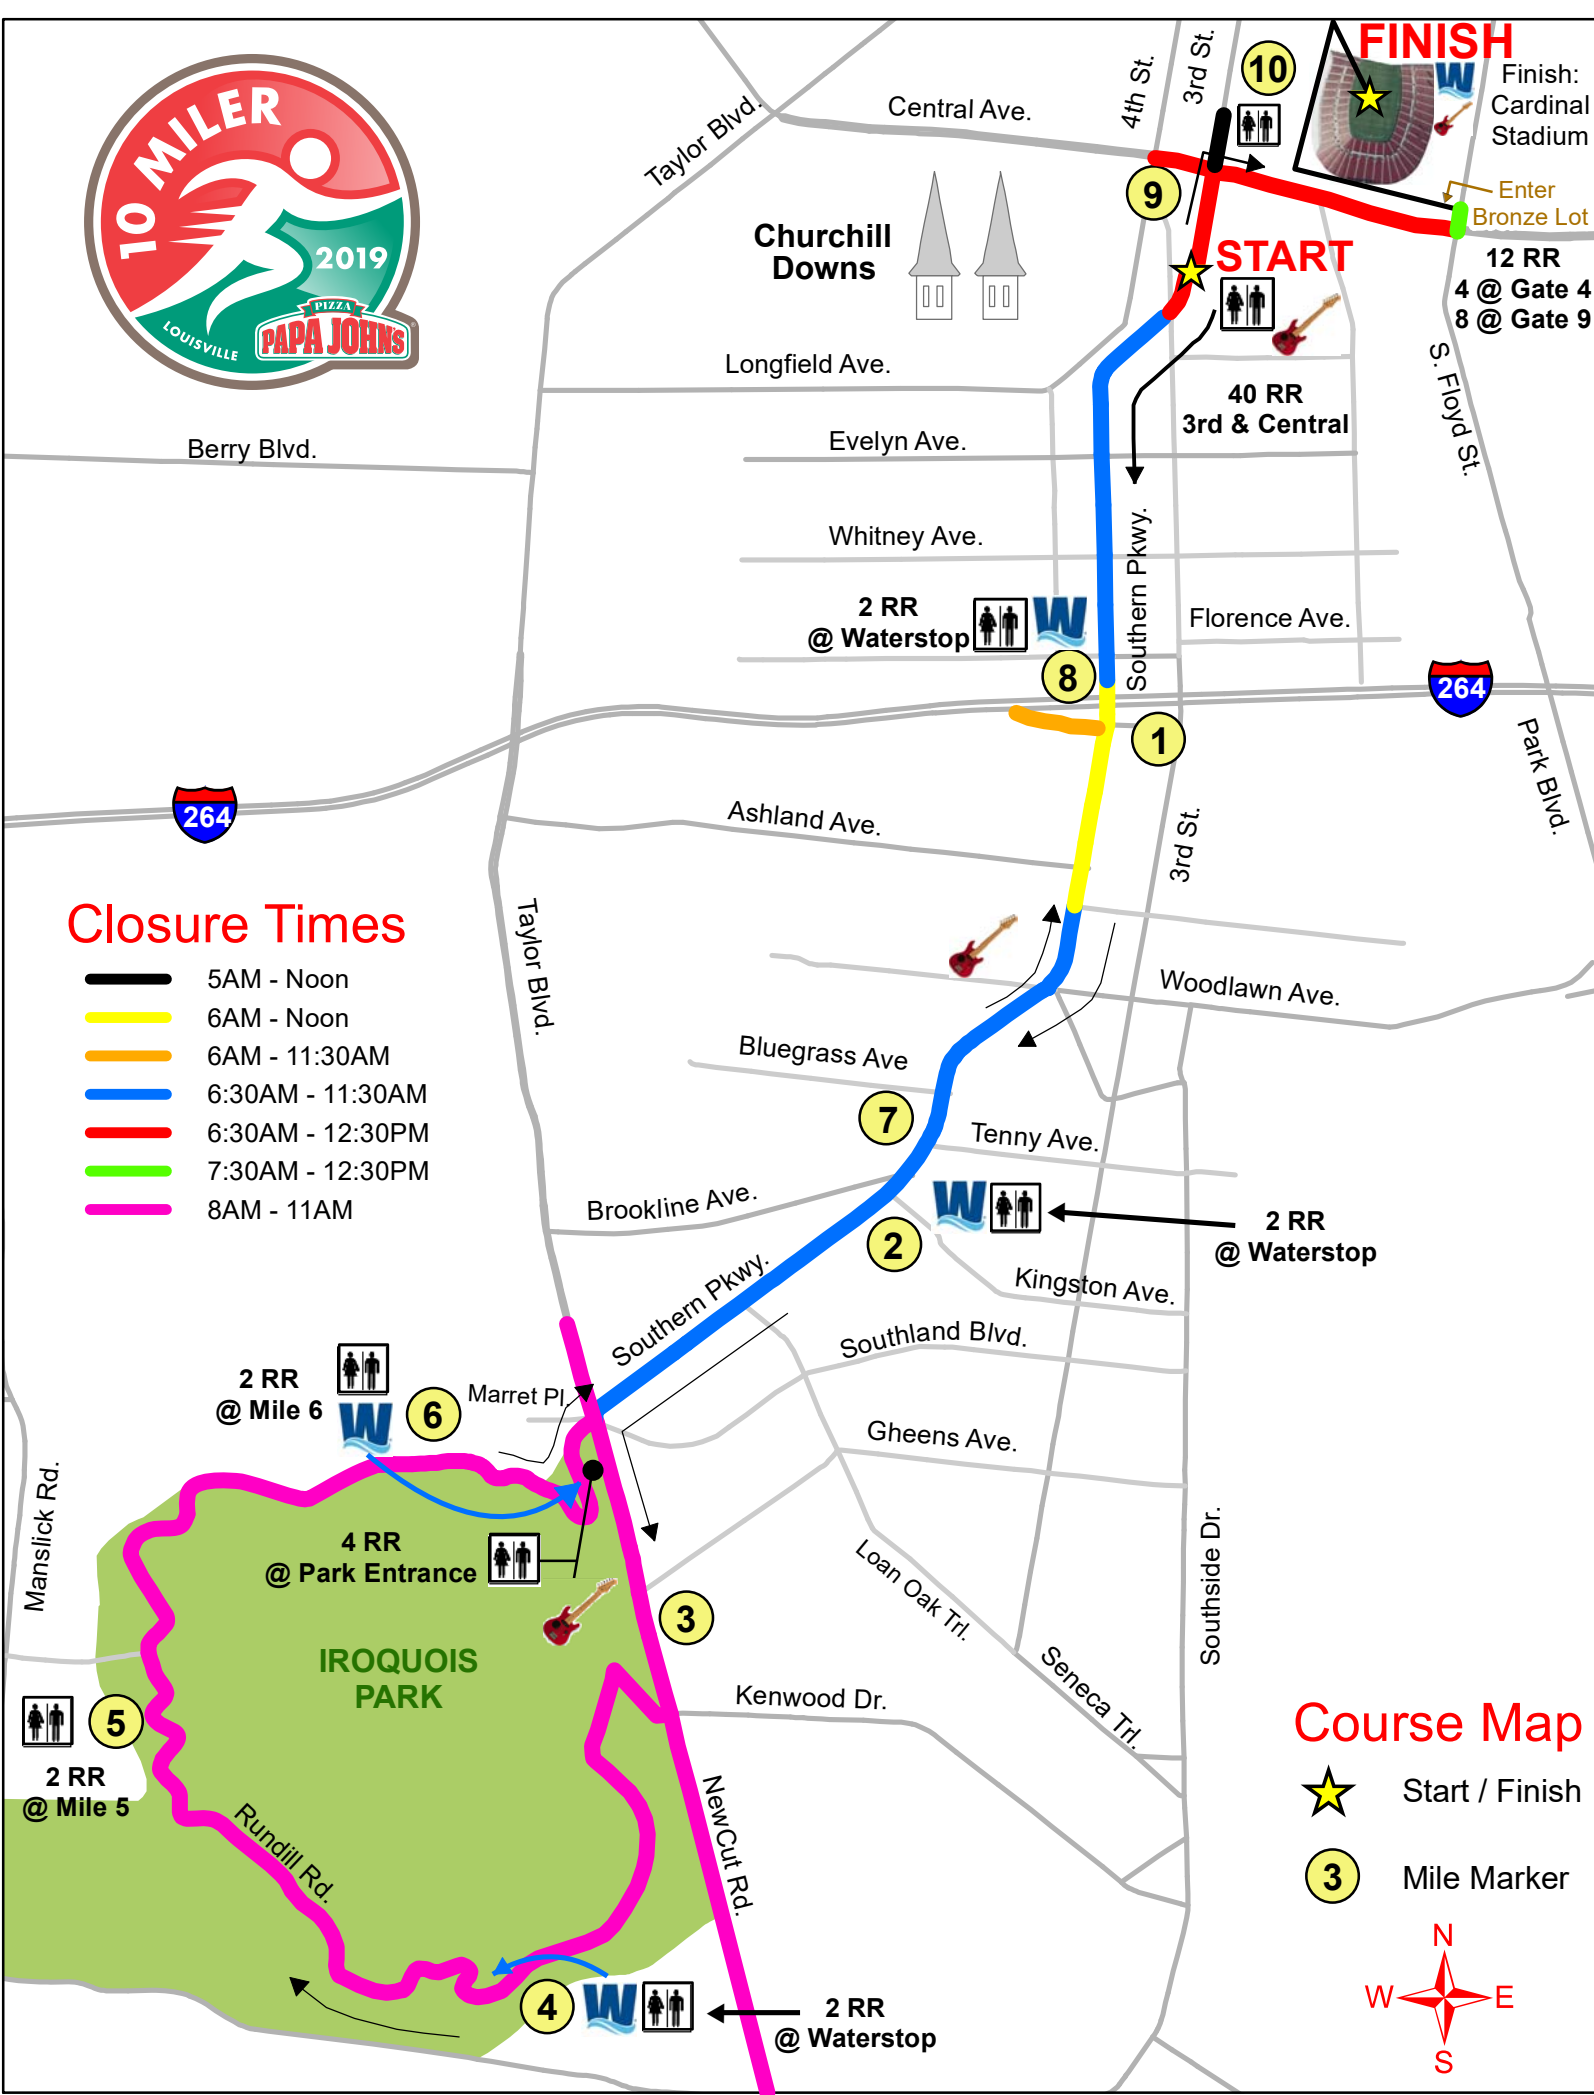 10 MILER
2019
LOUISVILLE
PIZZA
PAPA JOHN'S
Taylor Blvd.
Central Ave.
4th St.
3rd St.
10
FINISH
W
Finish:
Cardinal
Stadium
9
Enter
Bronze Lot
Churchill
Downs
START
12 RR
4 @ Gate 4
8 @ Gate 9
Longfield Ave.
40 RR
3rd & Central
S. Floyd St.
Berry Blvd.
Evelyn Ave.
Whitney Ave.
Southern Pkwy.
2 RR
@ Waterstop
W
Florence Ave.
8
264
1
Park Blvd.
264
Ashland Ave.
3rd St.
Closure Times
5AM - Noon
6AM - Noon
6AM - 11:30AM
6:30AM - 11:30AM
6:30AM - 12:30PM
7:30AM - 12:30PM
8AM - 11AM
Taylor Blvd.
Woodlawn Ave.
Bluegrass Ave
7
Tenny Ave.
Brookline Ave.
W
2 RR
@ Waterstop
2
Kingston Ave.
Southern Pkwy.
Southland Blvd.
2 RR
@ Mile 6
W
6
Marret Pl.
Gheens Ave.
Manslick Rd.
4 RR
@ Park Entrance
Loan Oak Trl.
Southside Dr.
3
IROQUOIS
PARK
Seneca Trl.
Kenwood Dr.
5
2 RR
@ Mile 5
NewCut Rd.
Rundill Rd.
Course Map
Start / Finish
3
Mile Marker
4
W
2 RR
@ Waterstop
N
W
E
S